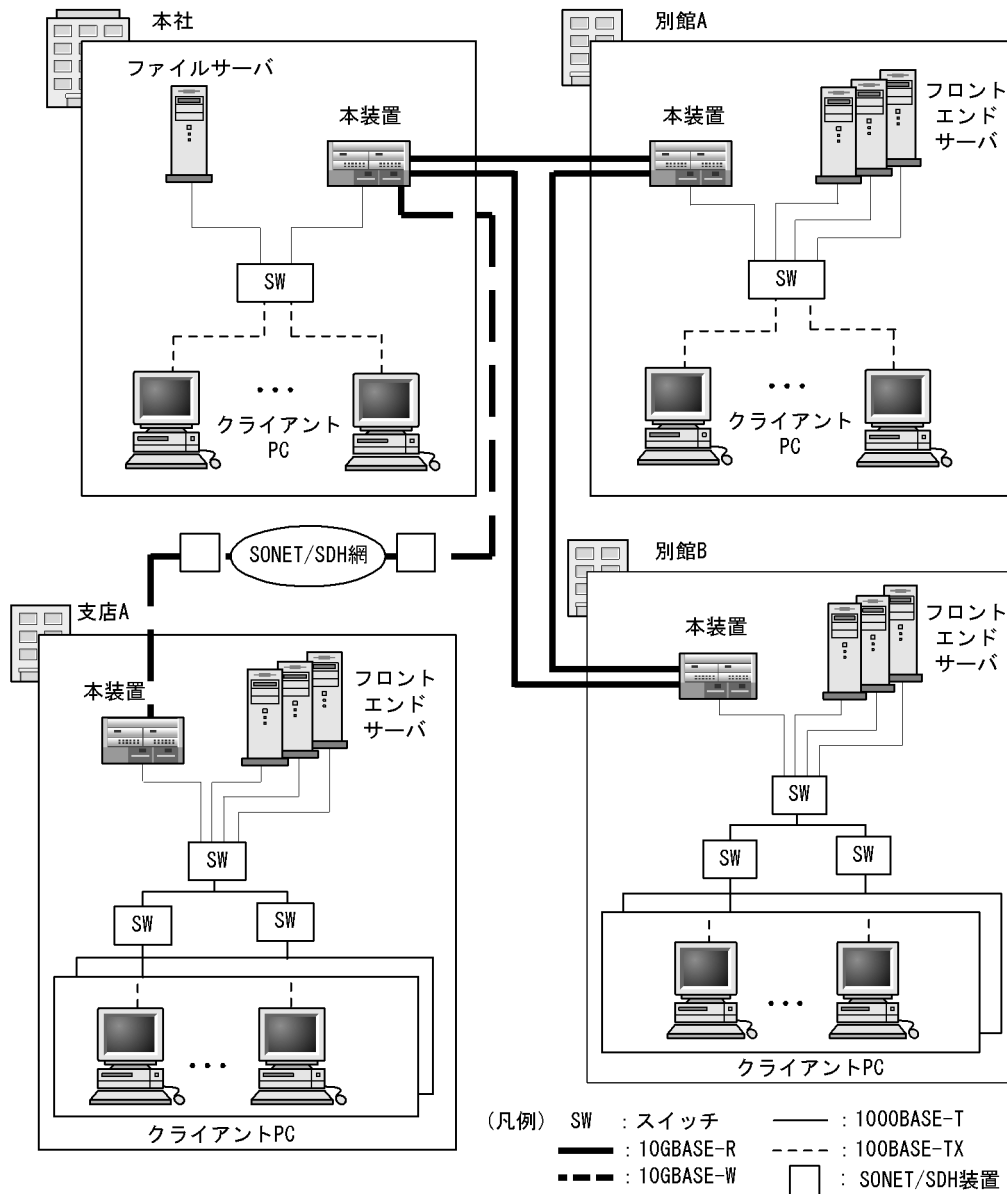 本社
ファイルサーバ
本装置
SW
クライアント
PC
・・・
別館A
本装置
フロント
エンド
サーバ
SW
・・・
クライアント
PC
SONET/SDH網
支店A
本装置
フロント
エンド
サーバ
SW
SW
SW
・・・
クライアントPC
別館B
本装置
フロント
エンド
サーバ
SW
SW
SW
・・・
クライアントPC
(凡例) SW : スイッチ
: 10GBASE-R
: 10GBASE-W
: 1000BASE-T
: 100BASE-TX
: SONET/SDH装置